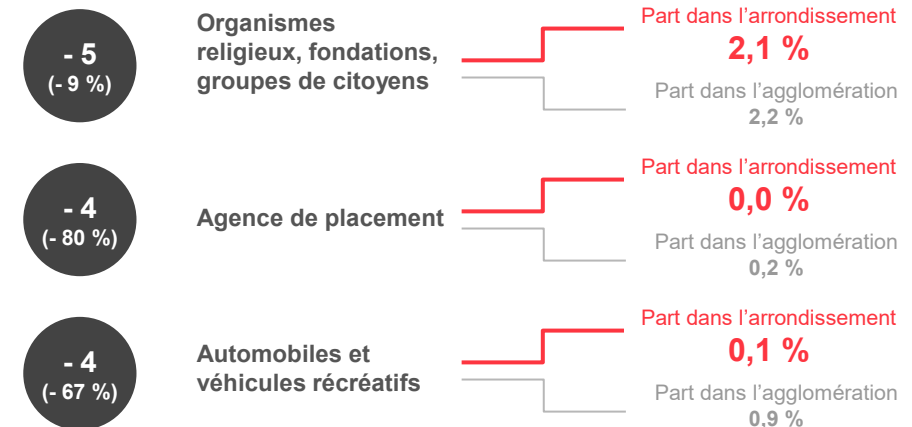 - 5
(- 9 %)
Organismes
religieux, fondations,
groupes de citoyens
Part dans l'arrondissement
2,1 %
Part dans l'agglomération
2,2 %
- 4
(- 80 %)
Agence de placement
Part dans l'arrondissement
0,0 %
Part dans l'agglomération
0,2 %
- 4
(- 67 %)
Automobiles et
véhicules récréatifs
Part dans l'arrondissement
0,1 %
Part dans l'agglomération
0,9 %